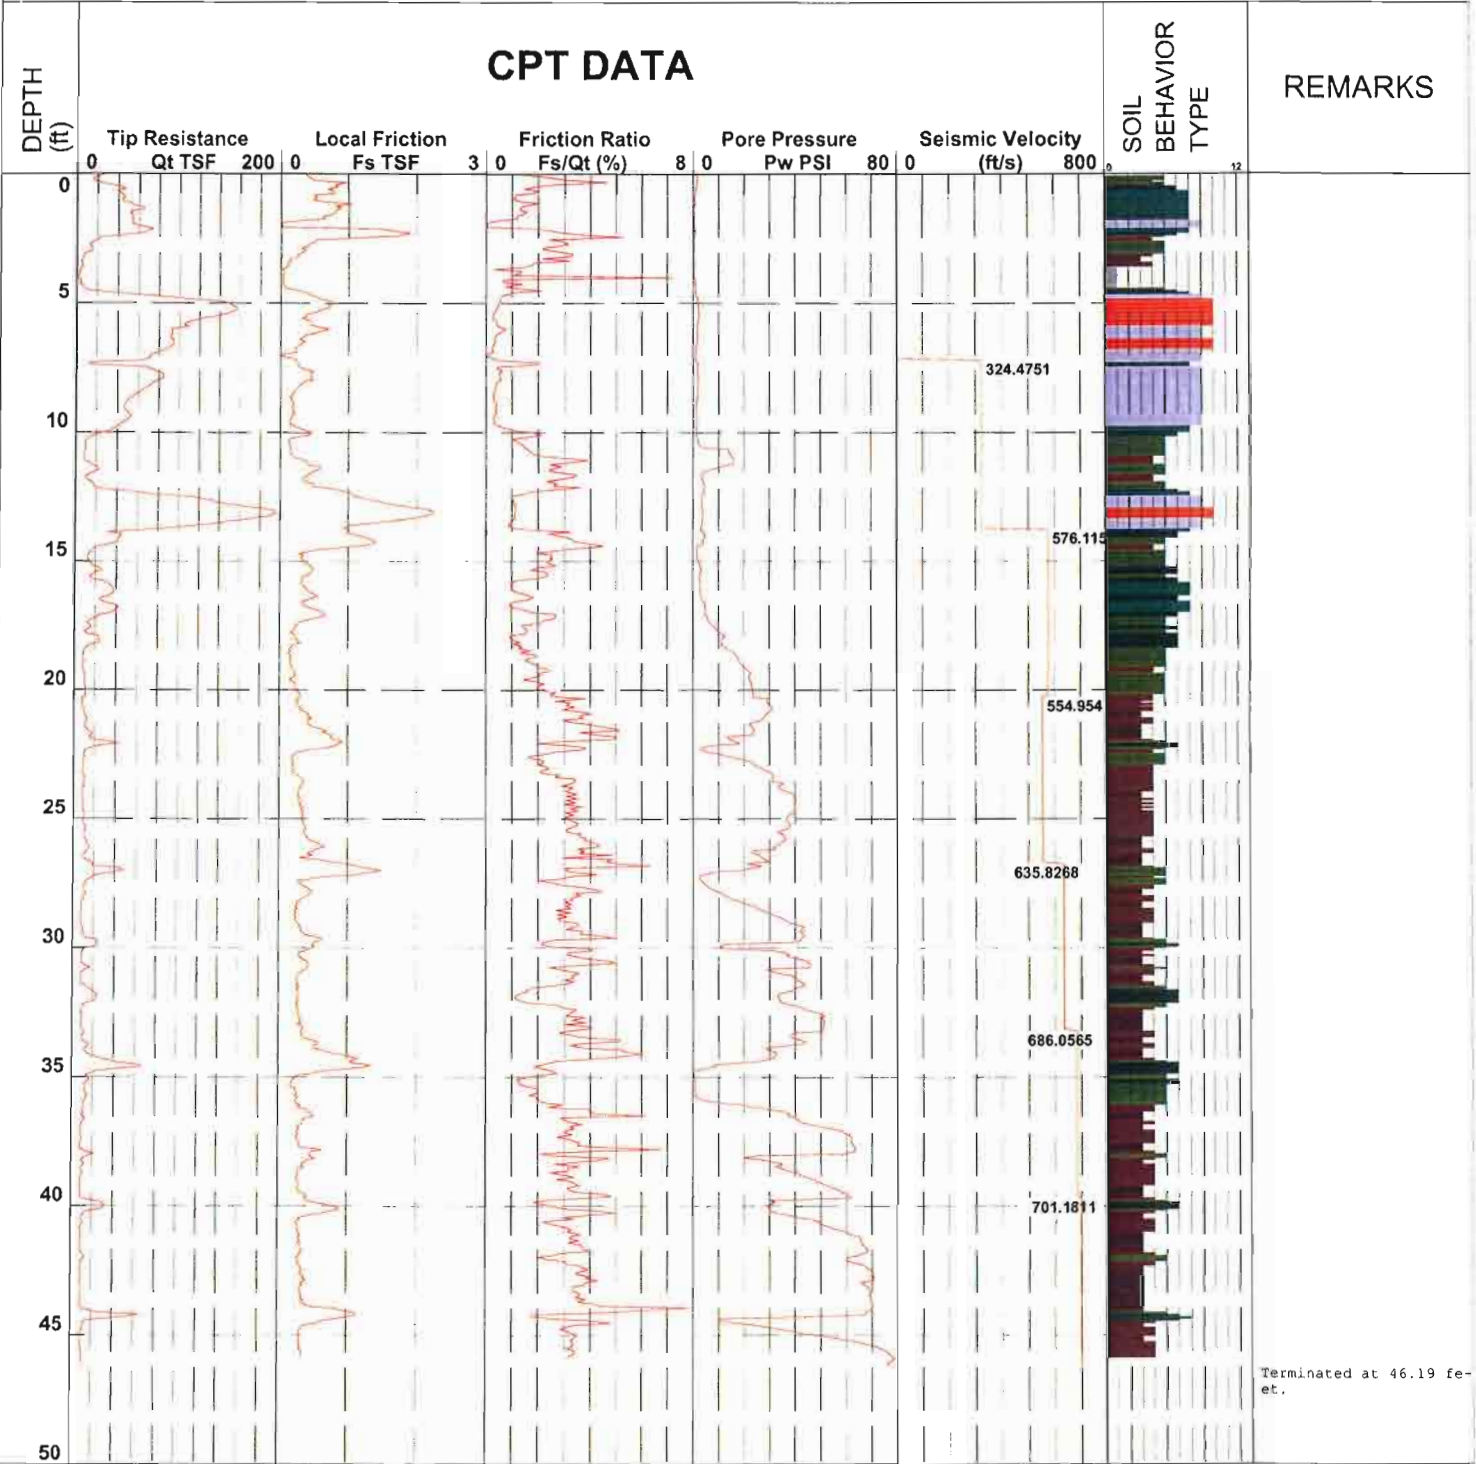 CPT DATA
DEPTH
(ft)
SOIL
BEHAVIOR
TYPE
REMARKS
Tip Resistance
0 Qt TSF 200
Local Friction
0 Fs TSF 3
Friction Ratio
0 Fs/Qt (%) 8
Pore Pressure
0 Pw PSI 80
Seismic Velocity
0 (ft/s) 800
0 12
0
5
324.4751
10
576.115
15
20
554.954
25
635.8268
30
686.0565
35
40
701.1811
45
Terminated at 46.19 fe-
et.
50